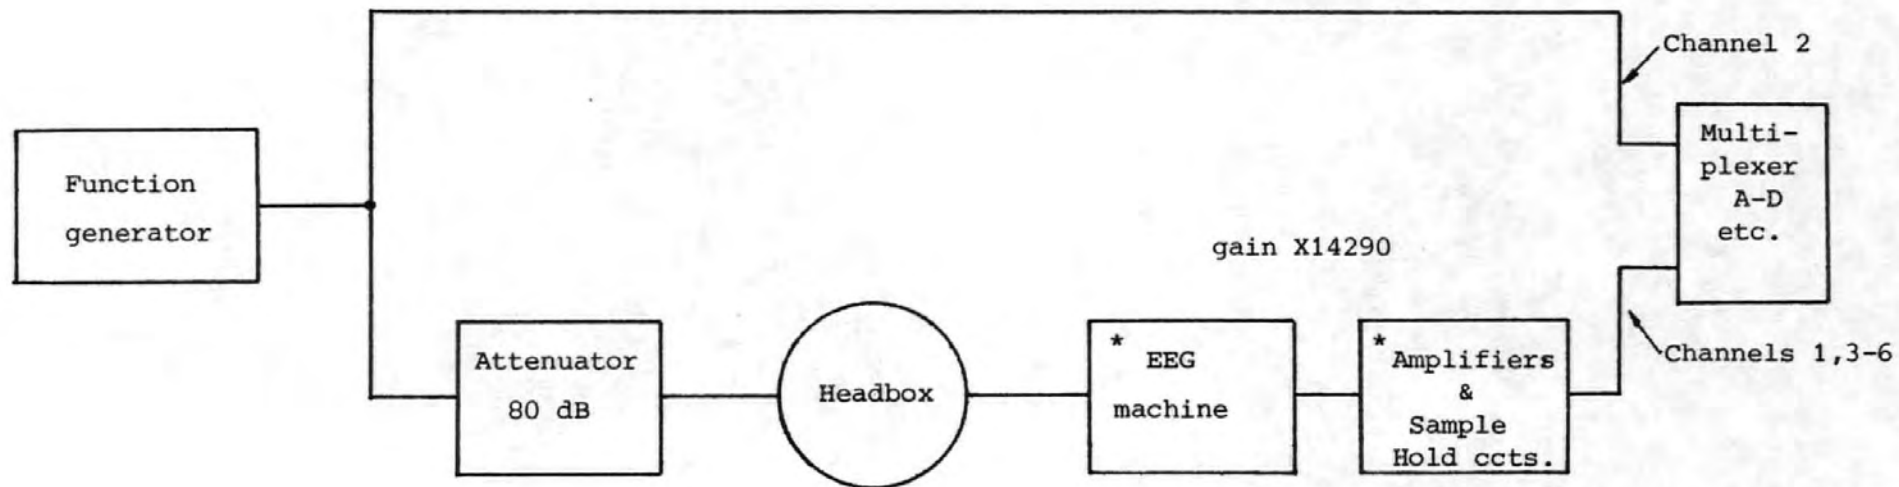 Channel 2
Multi-
plexer
A-D
etc.
Function
generator
gain X14290
Attenuator
80 dB
Headbox
* EEG
machine
* Amplifiers
&
Sample
Hold ccts.
Channels 1,3-6